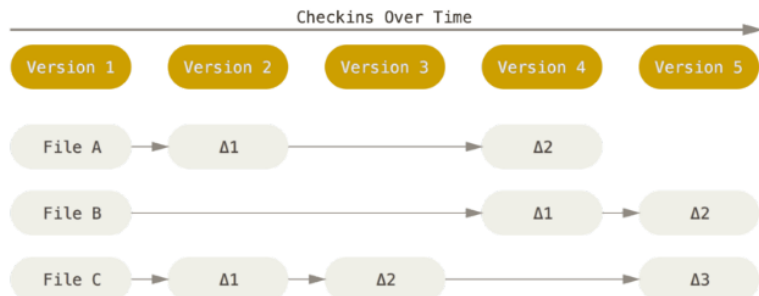 Checkins Over Time
Version 1 Version 2 Version 3 Version 4 Version 5
File A Δ1 Δ2
File B Δ1 Δ2
File C Δ1 Δ2 Δ3